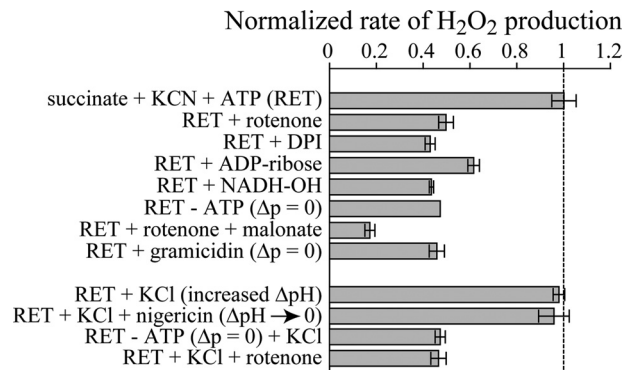 Normalized rate of H₂O₂ production
0 0.2 0.4 0.6 0.8 1 1.2
succinate + KCN + ATP (RET)
RET + rotenone
RET + DPI
RET + ADP-ribose
RET + NADH-OH
RET - ATP (Δp = 0)
RET + rotenone + malonate
RET + gramicidin (Δp = 0)
RET + KCl (increased ΔpH)
RET + KCl + nigericin (ΔpH → 0)
RET - ATP (Δp = 0) + KCl
RET + KCl + rotenone